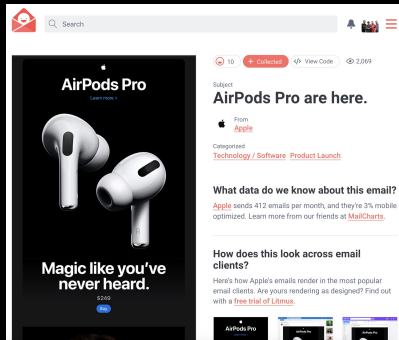 Search
10
+ Collected
</> View Code
2,069
AirPods Pro
Learn more >
Magic like you've
never heard.
$249
Buy
Subject
AirPods Pro are here.
From
Apple
Categorized
Technology / Software Product Launch
What data do we know about this email?
Apple sends 412 emails per month, and they're 3% mobile
optimized. Learn more from our friends at MailCharts.
How does this look across email
clients?
Here's how Apple's emails render in the most popular
email clients. Are yours rendering as designed? Find out
with a free trial of Litmus.
AirPods Pro